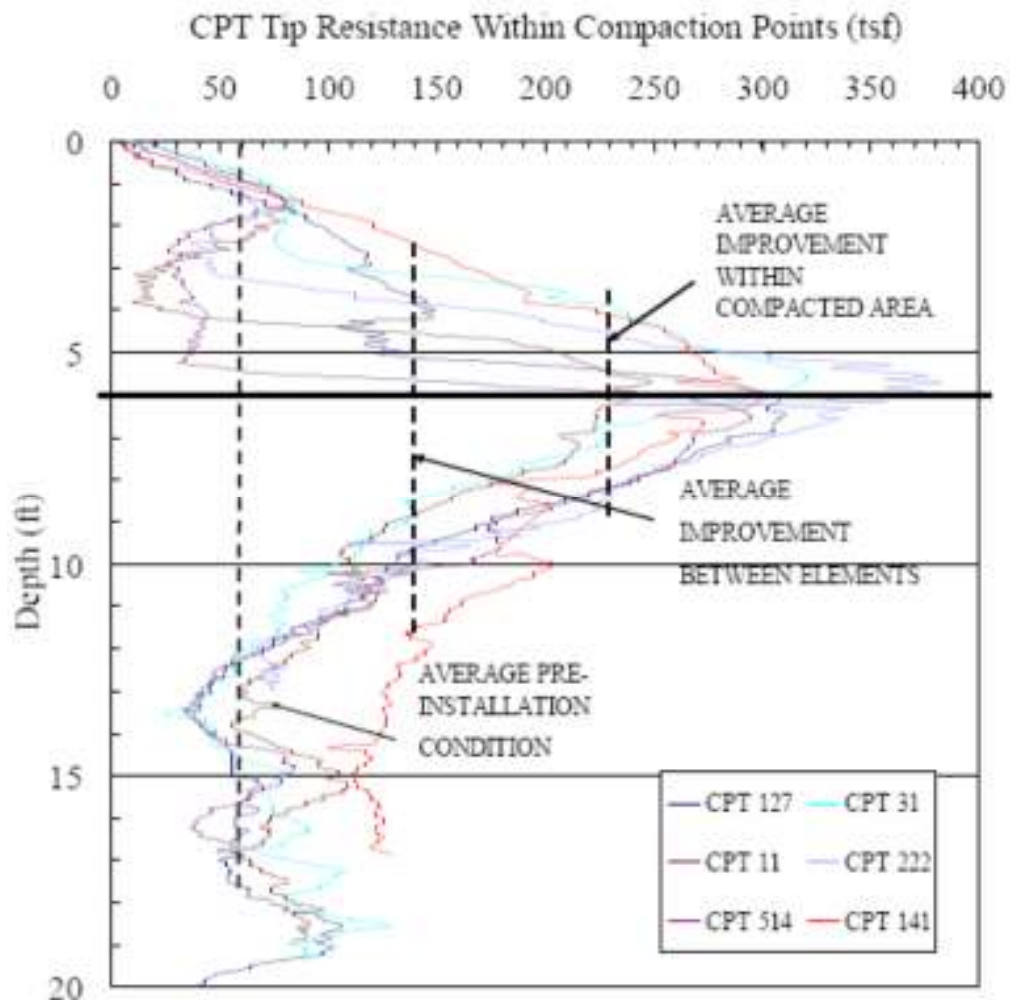 CPT Tip Resistance Within Compaction Points (tsf)
0 50 100 150 200 250 300 350 400
0
AVERAGE
IMPROVEMENT
WITHIN
COMPACTED AREA
5
AVERAGE
IMPROVEMENT
BETWEEN ELEMENTS
Depth (ft)
10
AVERAGE PRE-
INSTALLATION
CONDITION
15
CPT 127 CPT 31
CPT 11 CPT 222
CPT 514 CPT 141
20